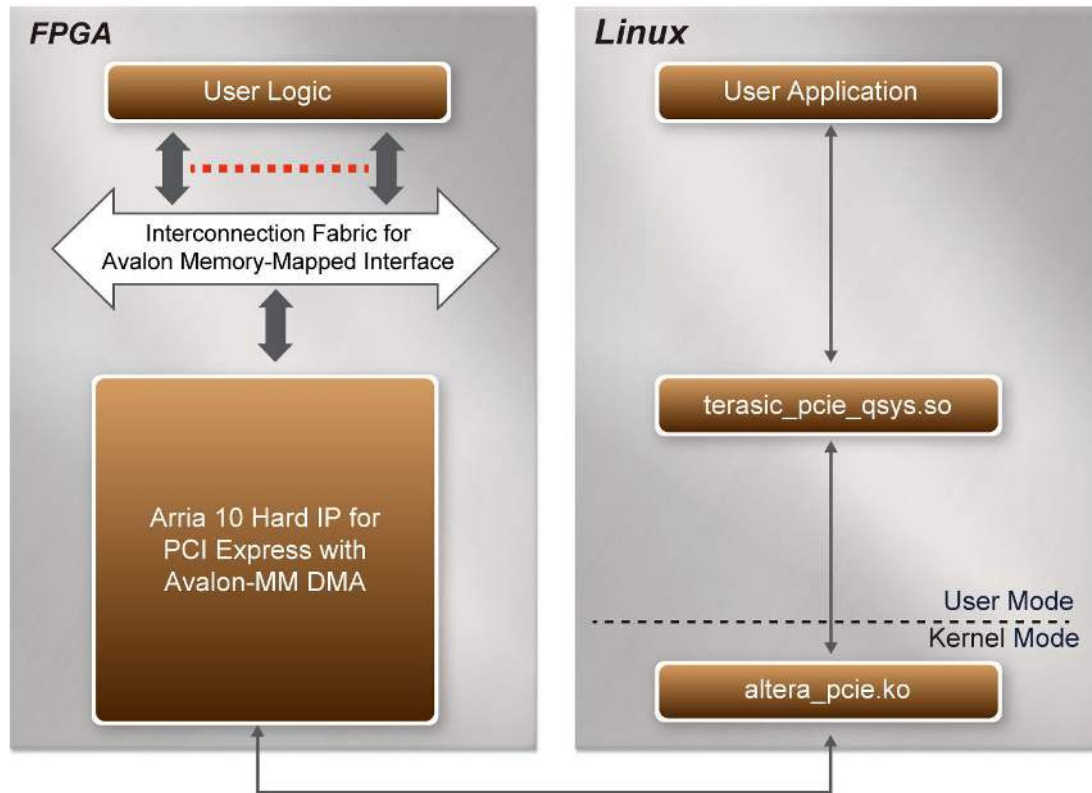 FPGA
User Logic
Interconnection Fabric for
Avalon Memory-Mapped Interface
Arria 10 Hard IP for
PCI Express with
Avalon-MM DMA
Linux
User Application
terasic_pcie_qsys.so
User Mode
Kernel Mode
altera_pcie.ko